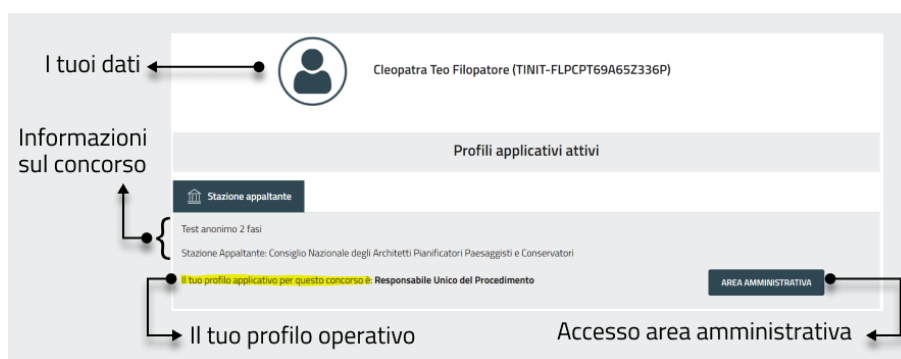 I tuoi dati
Cleopatra Teo Filopatore (TINIT-FLPCPT69A65Z336P)
Informazioni
sul concorso
Profili applicativi attivi
Stazione appaltante
Test anonimo 2 fasi
Stazione Appaltante: Consiglio Nazionale degli Architetti Pianificatori Paesaggisti e Conservatori
Il tuo profilo applicativo per questo concorso è: Responsabile Unico del Procedimento
AREA AMMINISTRATIVA
Il tuo profilo operativo
Accesso area amministrativa